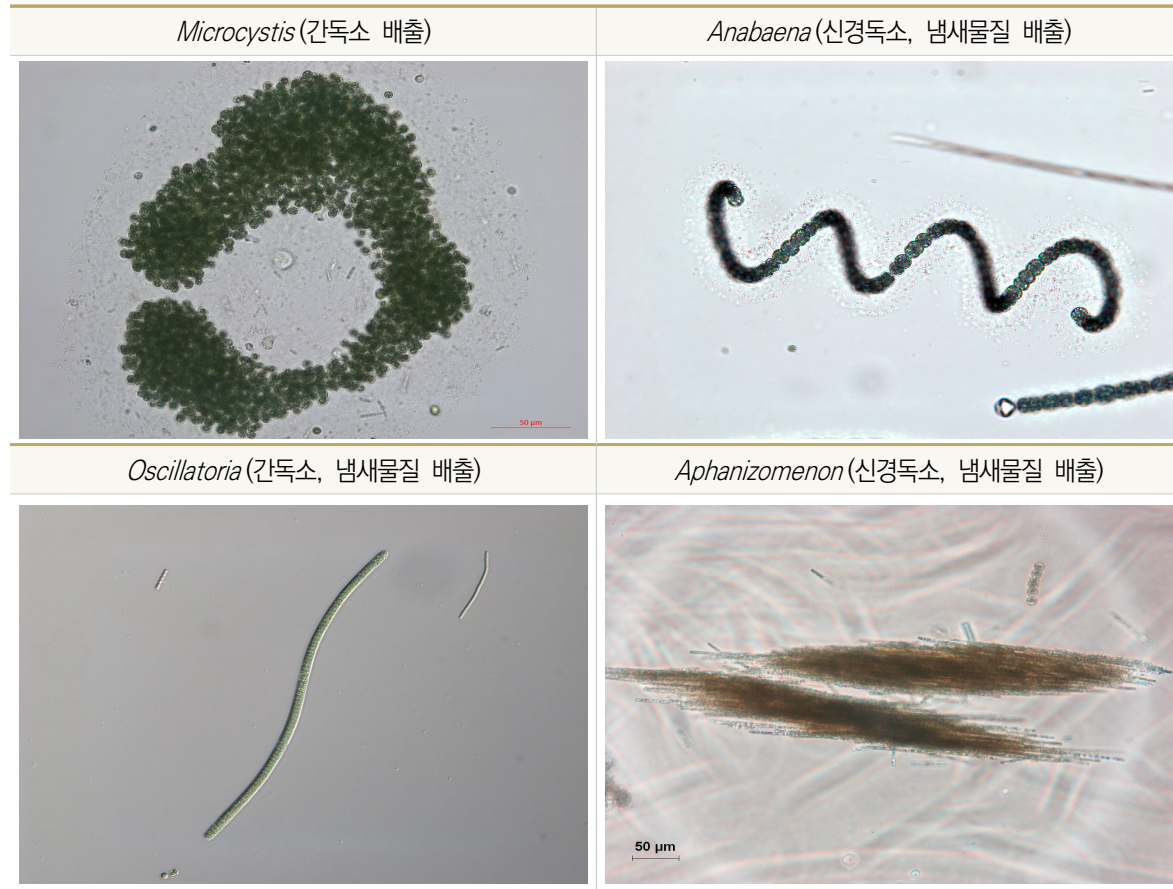 Microcystis (간독소 배출)
Anabaena (신경독소, 냄새물질 배출)
50 μm
Oscillatoria (간독소, 냄새물질 배출)
Aphanizomenon (신경독소, 냄새물질 배출)
50 μm